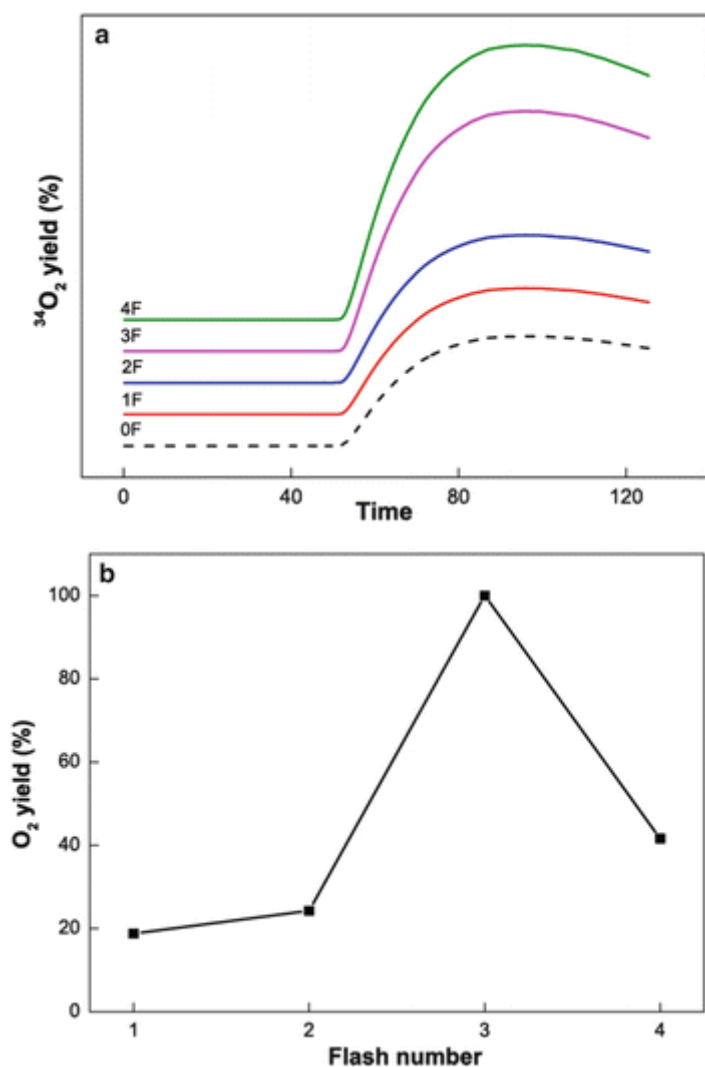 a
³⁴O₂ yield (%)
4F
3F
2F
1F
0F
0 40 80 120
Time
b
O₂ yield (%)
100
80
60
40
20
0
1 2 3 4
Flash number